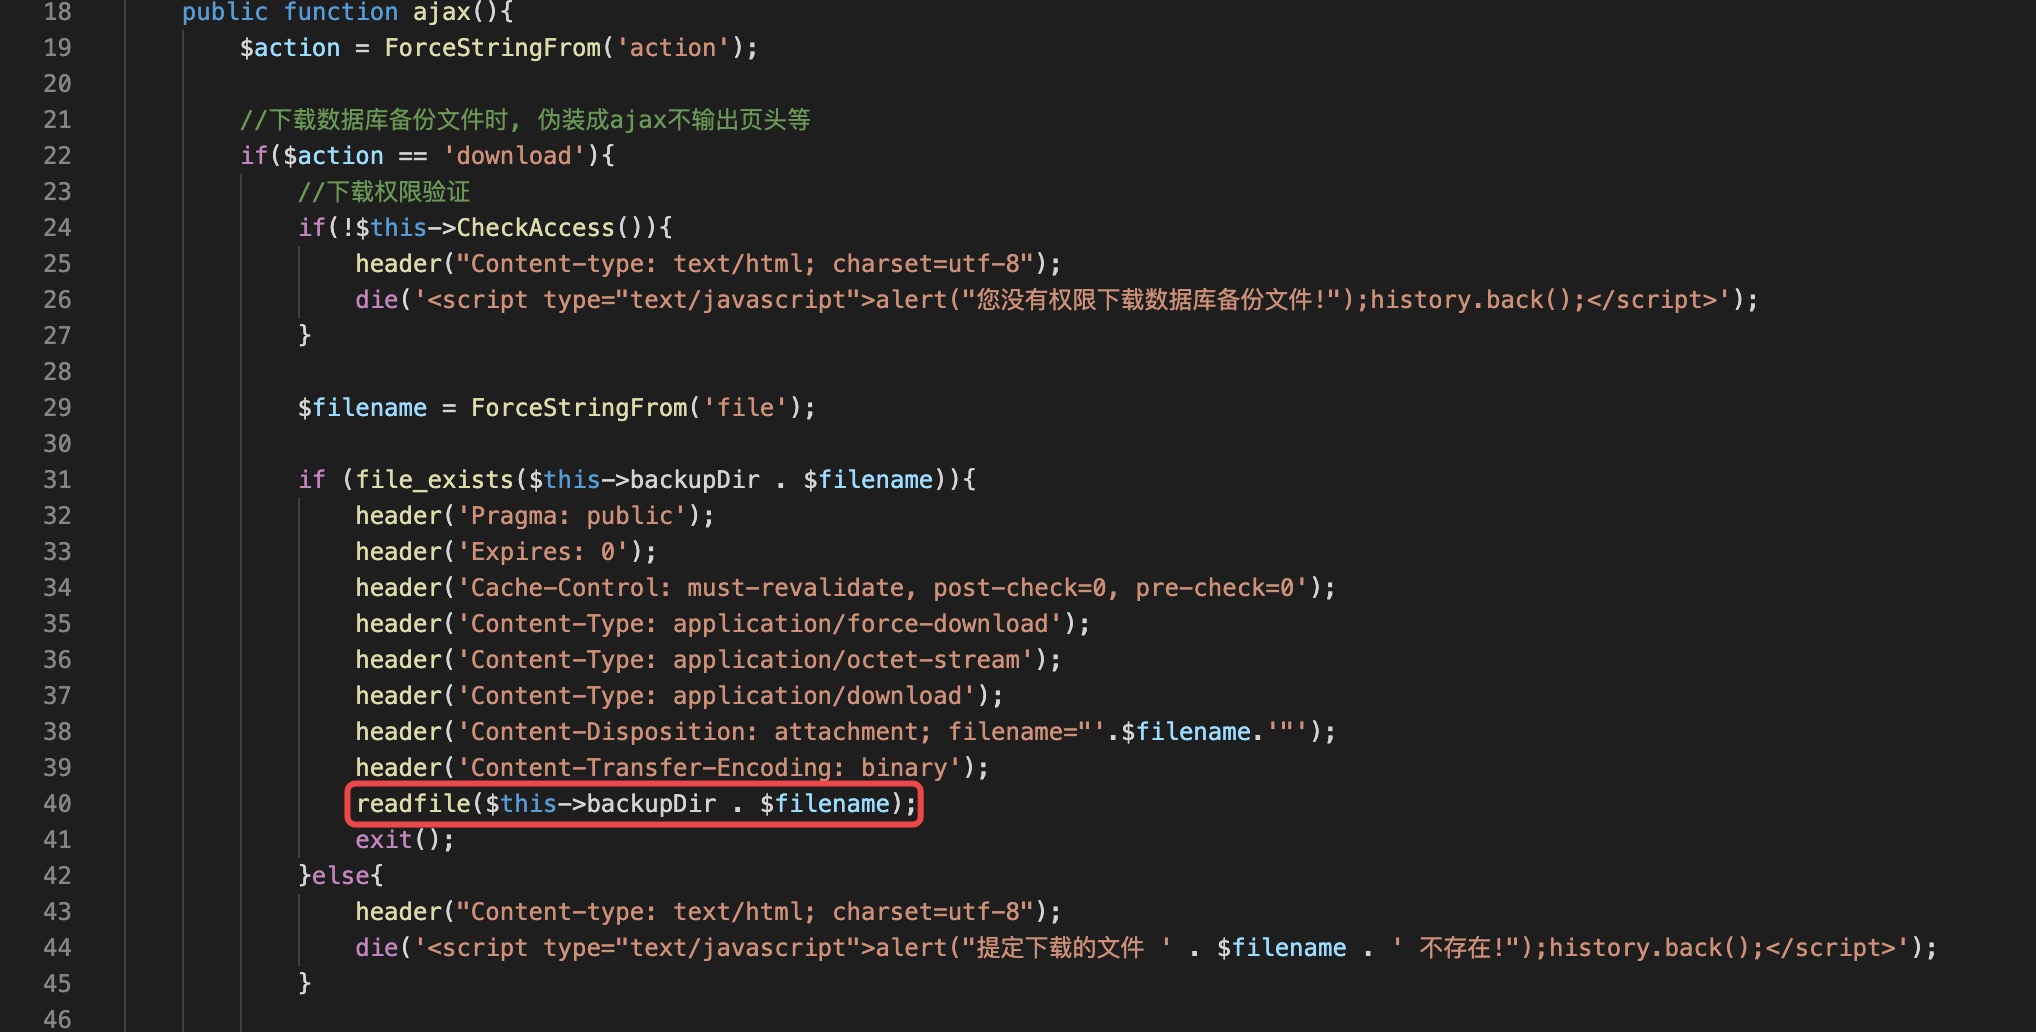 18 public function ajax(){
19 $action = ForceStringFrom('action');
20
21 //下载数据库备份文件时, 伪装成ajax不输出页头等
22 if($action == 'download'){
23 //下载权限验证
24 if(!$this->CheckAccess()){
25 header("Content-type: text/html; charset=utf-8");
26 die('<script type="text/javascript">alert("您没有权限下载数据库备份文件!");history.back();</script>');
27 }
28
29 $filename = ForceStringFrom('file');
30
31 if (file_exists($this->backupDir . $filename)){
32 header('Pragma: public');
33 header('Expires: 0');
34 header('Cache-Control: must-revalidate, post-check=0, pre-check=0');
35 header('Content-Type: application/force-download');
36 header('Content-Type: application/octet-stream');
37 header('Content-Type: application/download');
38 header('Content-Disposition: attachment; filename="'.$filename.'"');
39 header('Content-Transfer-Encoding: binary');
40 readfile($this->backupDir . $filename);
41 exit();
42 }else{
43 header("Content-type: text/html; charset=utf-8");
44 die('<script type="text/javascript">alert("提定下载的文件 ' . $filename . ' 不存在!");history.back();</script>');
45 }
46